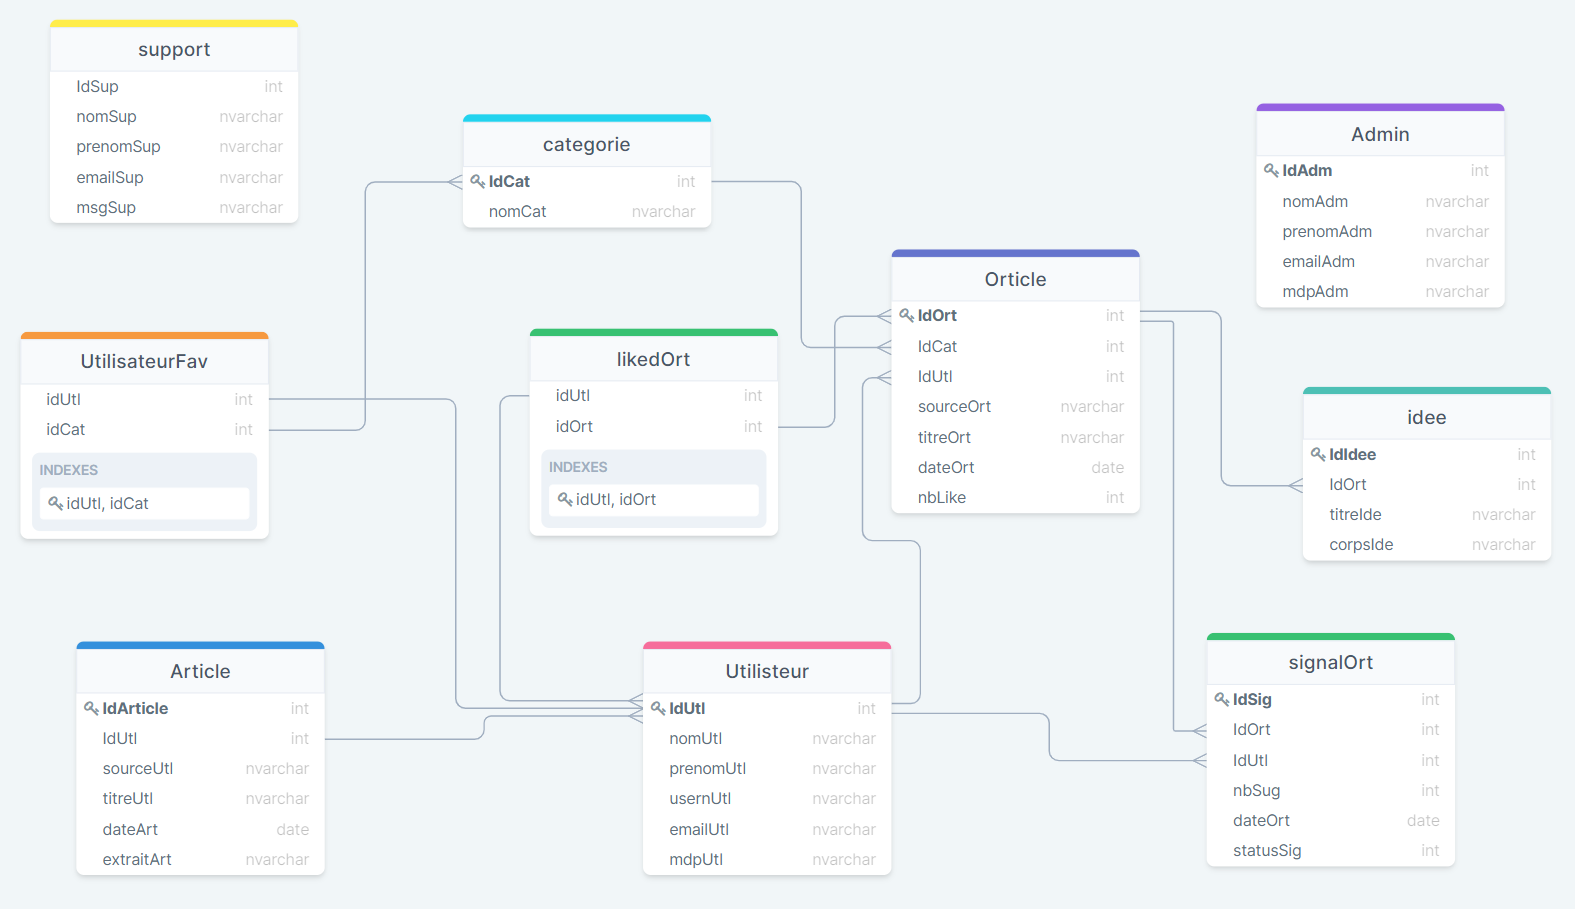 support
IdSup int
nomSup nvarchar
prenomSup nvarchar
emailSup nvarchar
msgSup nvarchar
categorie
IdCat int
nomCat nvarchar
Admin
IdAdm int
nomAdm nvarchar
prenomAdm nvarchar
emailAdm nvarchar
mdpAdm nvarchar
Orticle
IdOrt int
IdCat int
IdUtl int
sourceOrt nvarchar
titreOrt nvarchar
dateOrt date
nbLike int
UtilisateurFav
idUtl int
idCat int
INDEXES
idUtl, idCat
likedOrt
idUtl int
idOrt int
INDEXES
idUtl, idOrt
idee
IdIdee int
IdOrt int
titreIde nvarchar
corpsIde nvarchar
Article
IdArticle int
IdUtl int
sourceUtl nvarchar
titreUtl nvarchar
dateArt date
extraitArt nvarchar
Utilisteur
IdUtl int
nomUtl nvarchar
prenomUtl nvarchar
usernUtl nvarchar
emailUtl nvarchar
mdpUtl nvarchar
signalOrt
IdSig int
IdOrt int
IdUtl int
nbSug int
dateOrt date
statusSig int